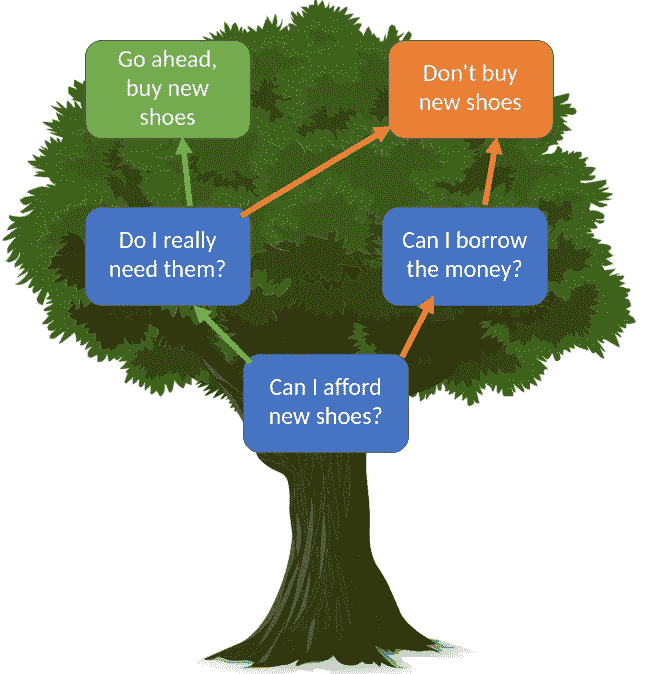 Go ahead,
buy new
shoes
Don't buy
new shoes
Do I really
need them?
Can I borrow
the money?
Can I afford
new shoes?